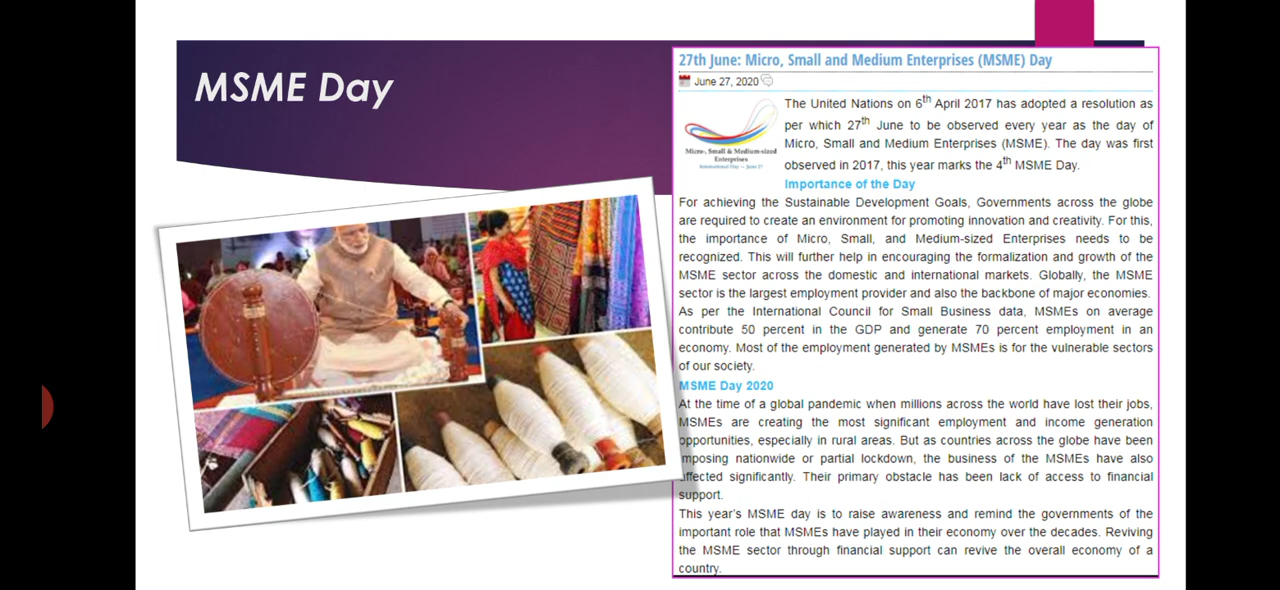 MSME Day
27th June: Micro, Small and Medium Enterprises (MSME) Day
June 27, 2020
The United Nations on 6th April 2017 has adopted a resolution as
per which 27th June to be observed every year as the day of
Micro, Small and Medium Enterprises (MSME). The day was first
observed in 2017, this year marks the 4th MSME Day.
Micro-, Small & Medium-sized
Enterprises
International Day — June 27
Importance of the Day
For achieving the Sustainable Development Goals, Governments across the globe
are required to create an environment for promoting innovation and creativity. For this,
the importance of Micro, Small, and Medium-sized Enterprises needs to be
recognized. This will further help in encouraging the formalization and growth of the
MSME sector across the domestic and international markets. Globally, the MSME
sector is the largest employment provider and also the backbone of major economies.
As per the International Council for Small Business data, MSMEs on average
contribute 50 percent in the GDP and generate 70 percent employment in an
economy. Most of the employment generated by MSMEs is for the vulnerable sectors
of our society.
MSME Day 2020
At the time of a global pandemic when millions across the world have lost their jobs,
MSMEs are creating the most significant employment and income generation
opportunities, especially in rural areas. But as countries across the globe have been
imposing nationwide or partial lockdown, the business of the MSMEs have also
affected significantly. Their primary obstacle has been lack of access to financial
support.
This year's MSME day is to raise awareness and remind the governments of the
important role that MSMEs have played in their economy over the decades. Reviving
the MSME sector through financial support can revive the overall economy of a
country.